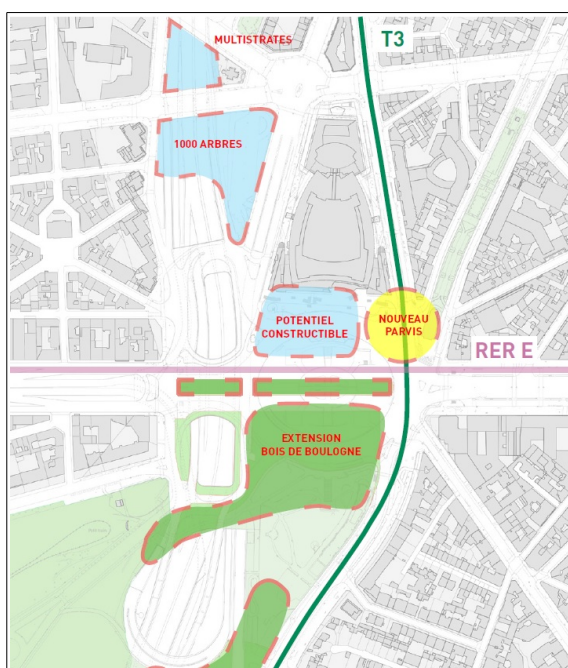 MULTISTRATES
T3
1000 ARBRES
POTENTIEL
CONSTRUCTIBLE
NOUVEAU
PARVIS
RER E
EXTENSION
BOIS DE BOULOGNE